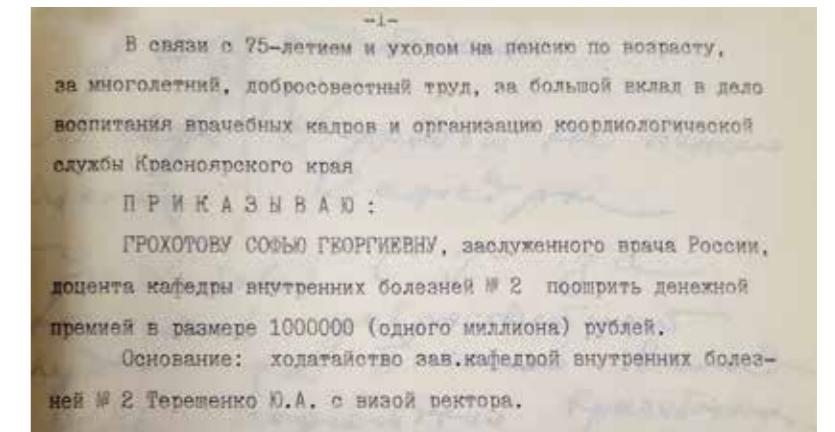 -1-
В связи с 75-летием и уходом на пенсию по возрасту,
за многолетний, добросовестный труд, за большой вклад в дело
воспитания врачебных кадров и организацию коордиологической
службы Красноярского края
П Р И К А З Ы В А Ю :
ГРОХОТОВУ СОФЬЮ ГЕОРГИЕВНУ, заслуженного врача России,
доцента кафедры внутренних болезней № 2 поощрить денежной
премией в размере 1000000 (одного миллиона) рублей.
Основание: ходатайство зав.кафедрой внутренних болез-
ней № 2 Терещенко Ю.А. с визой ректора.